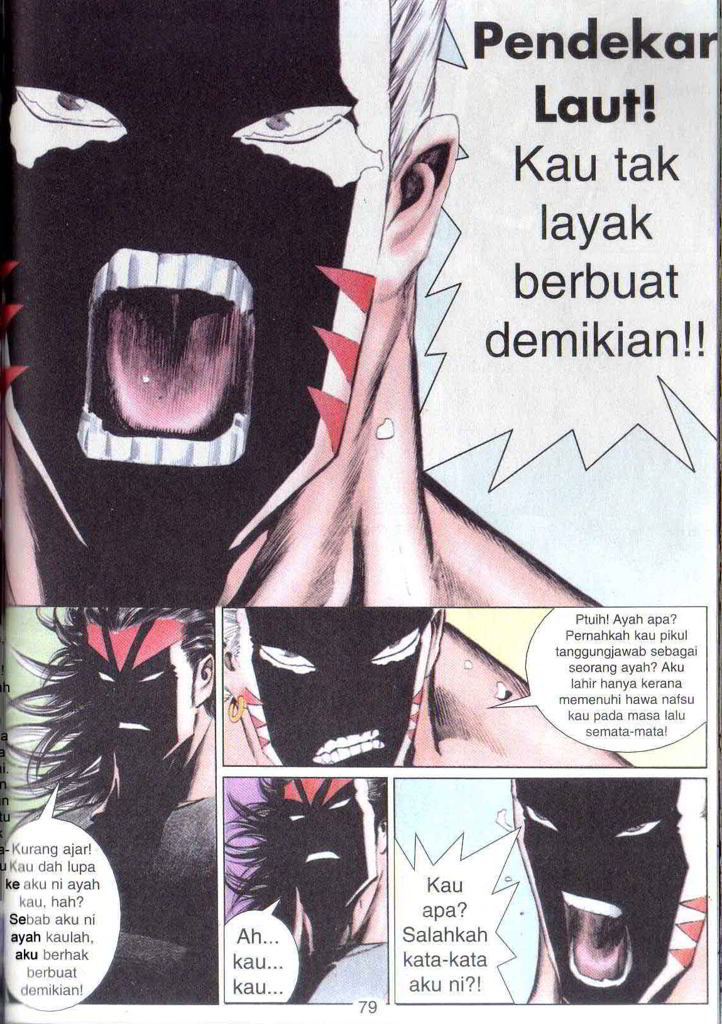 Pendekar
Laut!
Kau tak
layak
berbuat
demikian!!
Kurang ajar!
Kau dah lupa
ke aku ni ayah
kau, hah?
Sebab aku ni
ayah kaulah,
aku berhak
berbuat
demikian!
Ptuih! Ayah apa?
Pernahkah kau pikul
tanggungjawab sebagai
seorang ayah? Aku
lahir hanya kerana
memenuhi hawa nafsu
kau pada masa lalu
semata-mata!
Ah...
kau...
kau...
Kau
apa?
Salahkah
kata-kata
aku ni?!
79